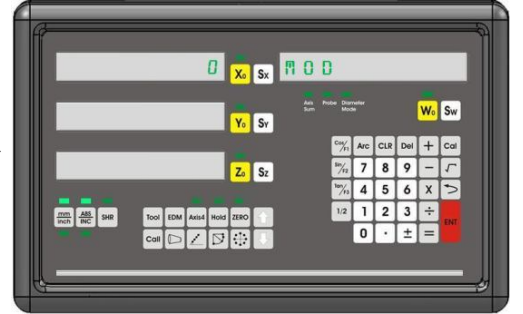 0 X₀ Sx MOD
Axis Sum Probe Diameter Mode
W₀ Sw
Y₀ Sy
Z₀ Sz
Cos/F1 Arc CLR Del + Cal
Sin/F2 7 8 9 − √
tan/F3 4 5 6 X
1/2 1 2 3 ÷ ENT
0 · ± =
mm inch ABS INC SHR
Tool EDM Axis4 Hold ZERO
Call